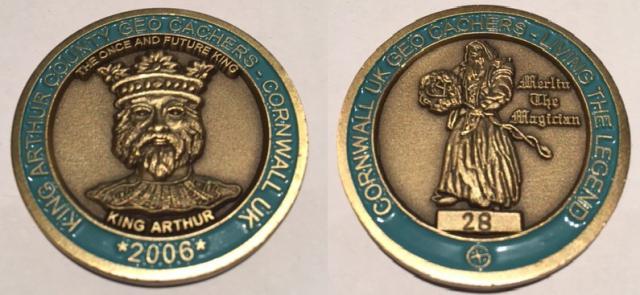 KING ARTHUR COUNTY GEO CACHERS - CORNWALL UK
THE ONCE AND FUTURE KING
KING ARTHUR
*2006*
CORNWALL UK GEO CACHERS - LIVING THE LEGEND
Merlin
The
Magician
28